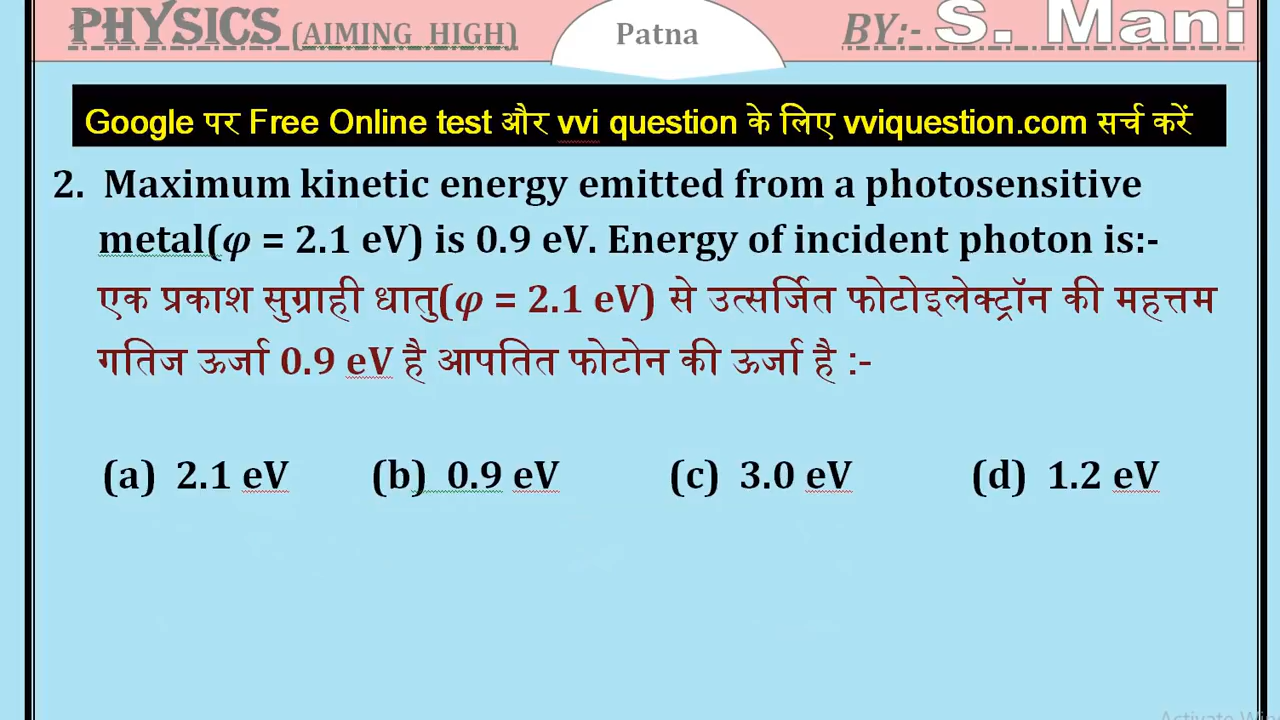 PHYSICS (AIMING HIGH) Patna BY:- S. Mani
Google पर Free Online test और vvi question के लिए vviquestion.com सर्च करें
2. Maximum kinetic energy emitted from a photosensitive
metal(φ = 2.1 eV) is 0.9 eV. Energy of incident photon is:-
एक प्रकाश सुग्राही धातु(φ = 2.1 eV) से उत्सर्जित फोटोइलेक्ट्रॉन की महत्तम
गतिज ऊर्जा 0.9 eV है आपतित फोटोन की ऊर्जा है :-
(a) 2.1 eV (b) 0.9 eV (c) 3.0 eV (d) 1.2 eV
Activate